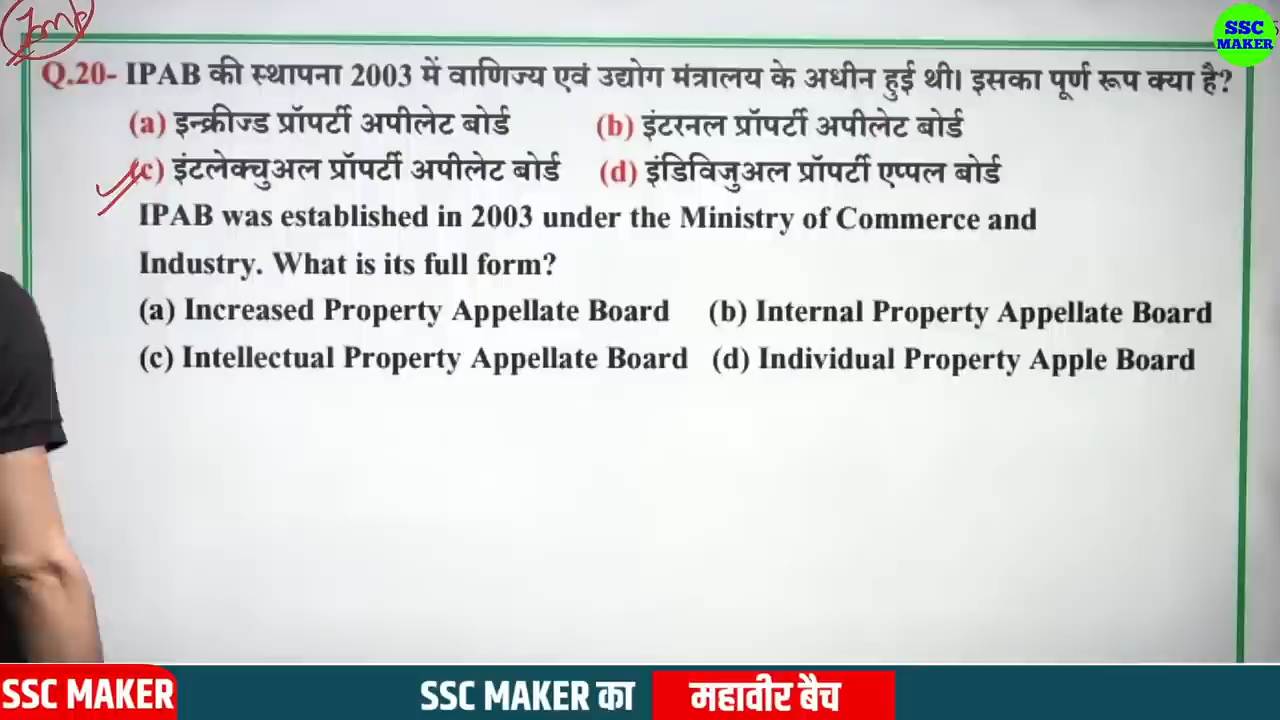 Imp
SSC
MAKER
Q.20- IPAB की स्थापना 2003 में वाणिज्य एवं उद्योग मंत्रालय के अधीन हुई थी। इसका पूर्ण रूप क्या है?
(a) इन्क्रीज्ड प्रॉपर्टी अपीलेट बोर्ड (b) इंटरनल प्रॉपर्टी अपीलेट बोर्ड
(c) इंटलेक्चुअल प्रॉपर्टी अपीलेट बोर्ड (d) इंडिविजुअल प्रॉपर्टी एप्पल बोर्ड
IPAB was established in 2003 under the Ministry of Commerce and
Industry. What is its full form?
(a) Increased Property Appellate Board (b) Internal Property Appellate Board
(c) Intellectual Property Appellate Board (d) Individual Property Apple Board
SSC MAKER SSC MAKER का महावीर बैच